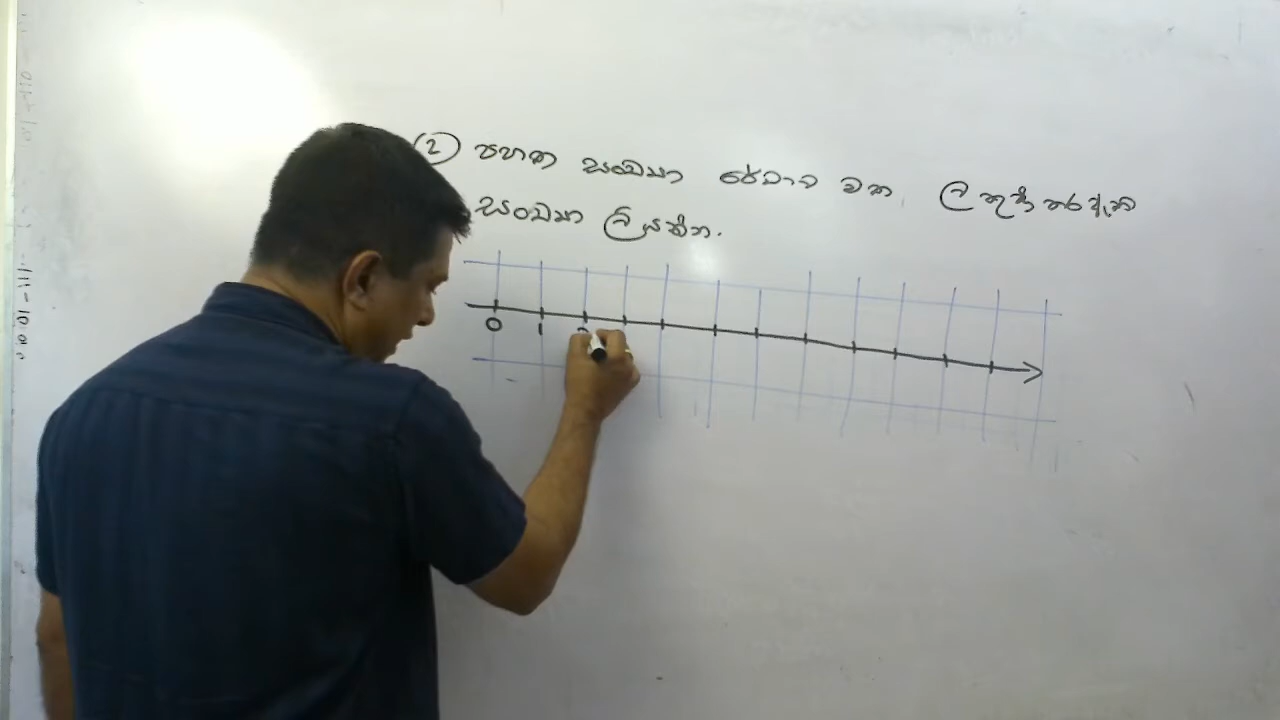 ② පහත සංඛ්‍යා රේඛාව මත ලකුණු කර ඇති
සංඛ්‍යා ලියන්න.
0 1 2